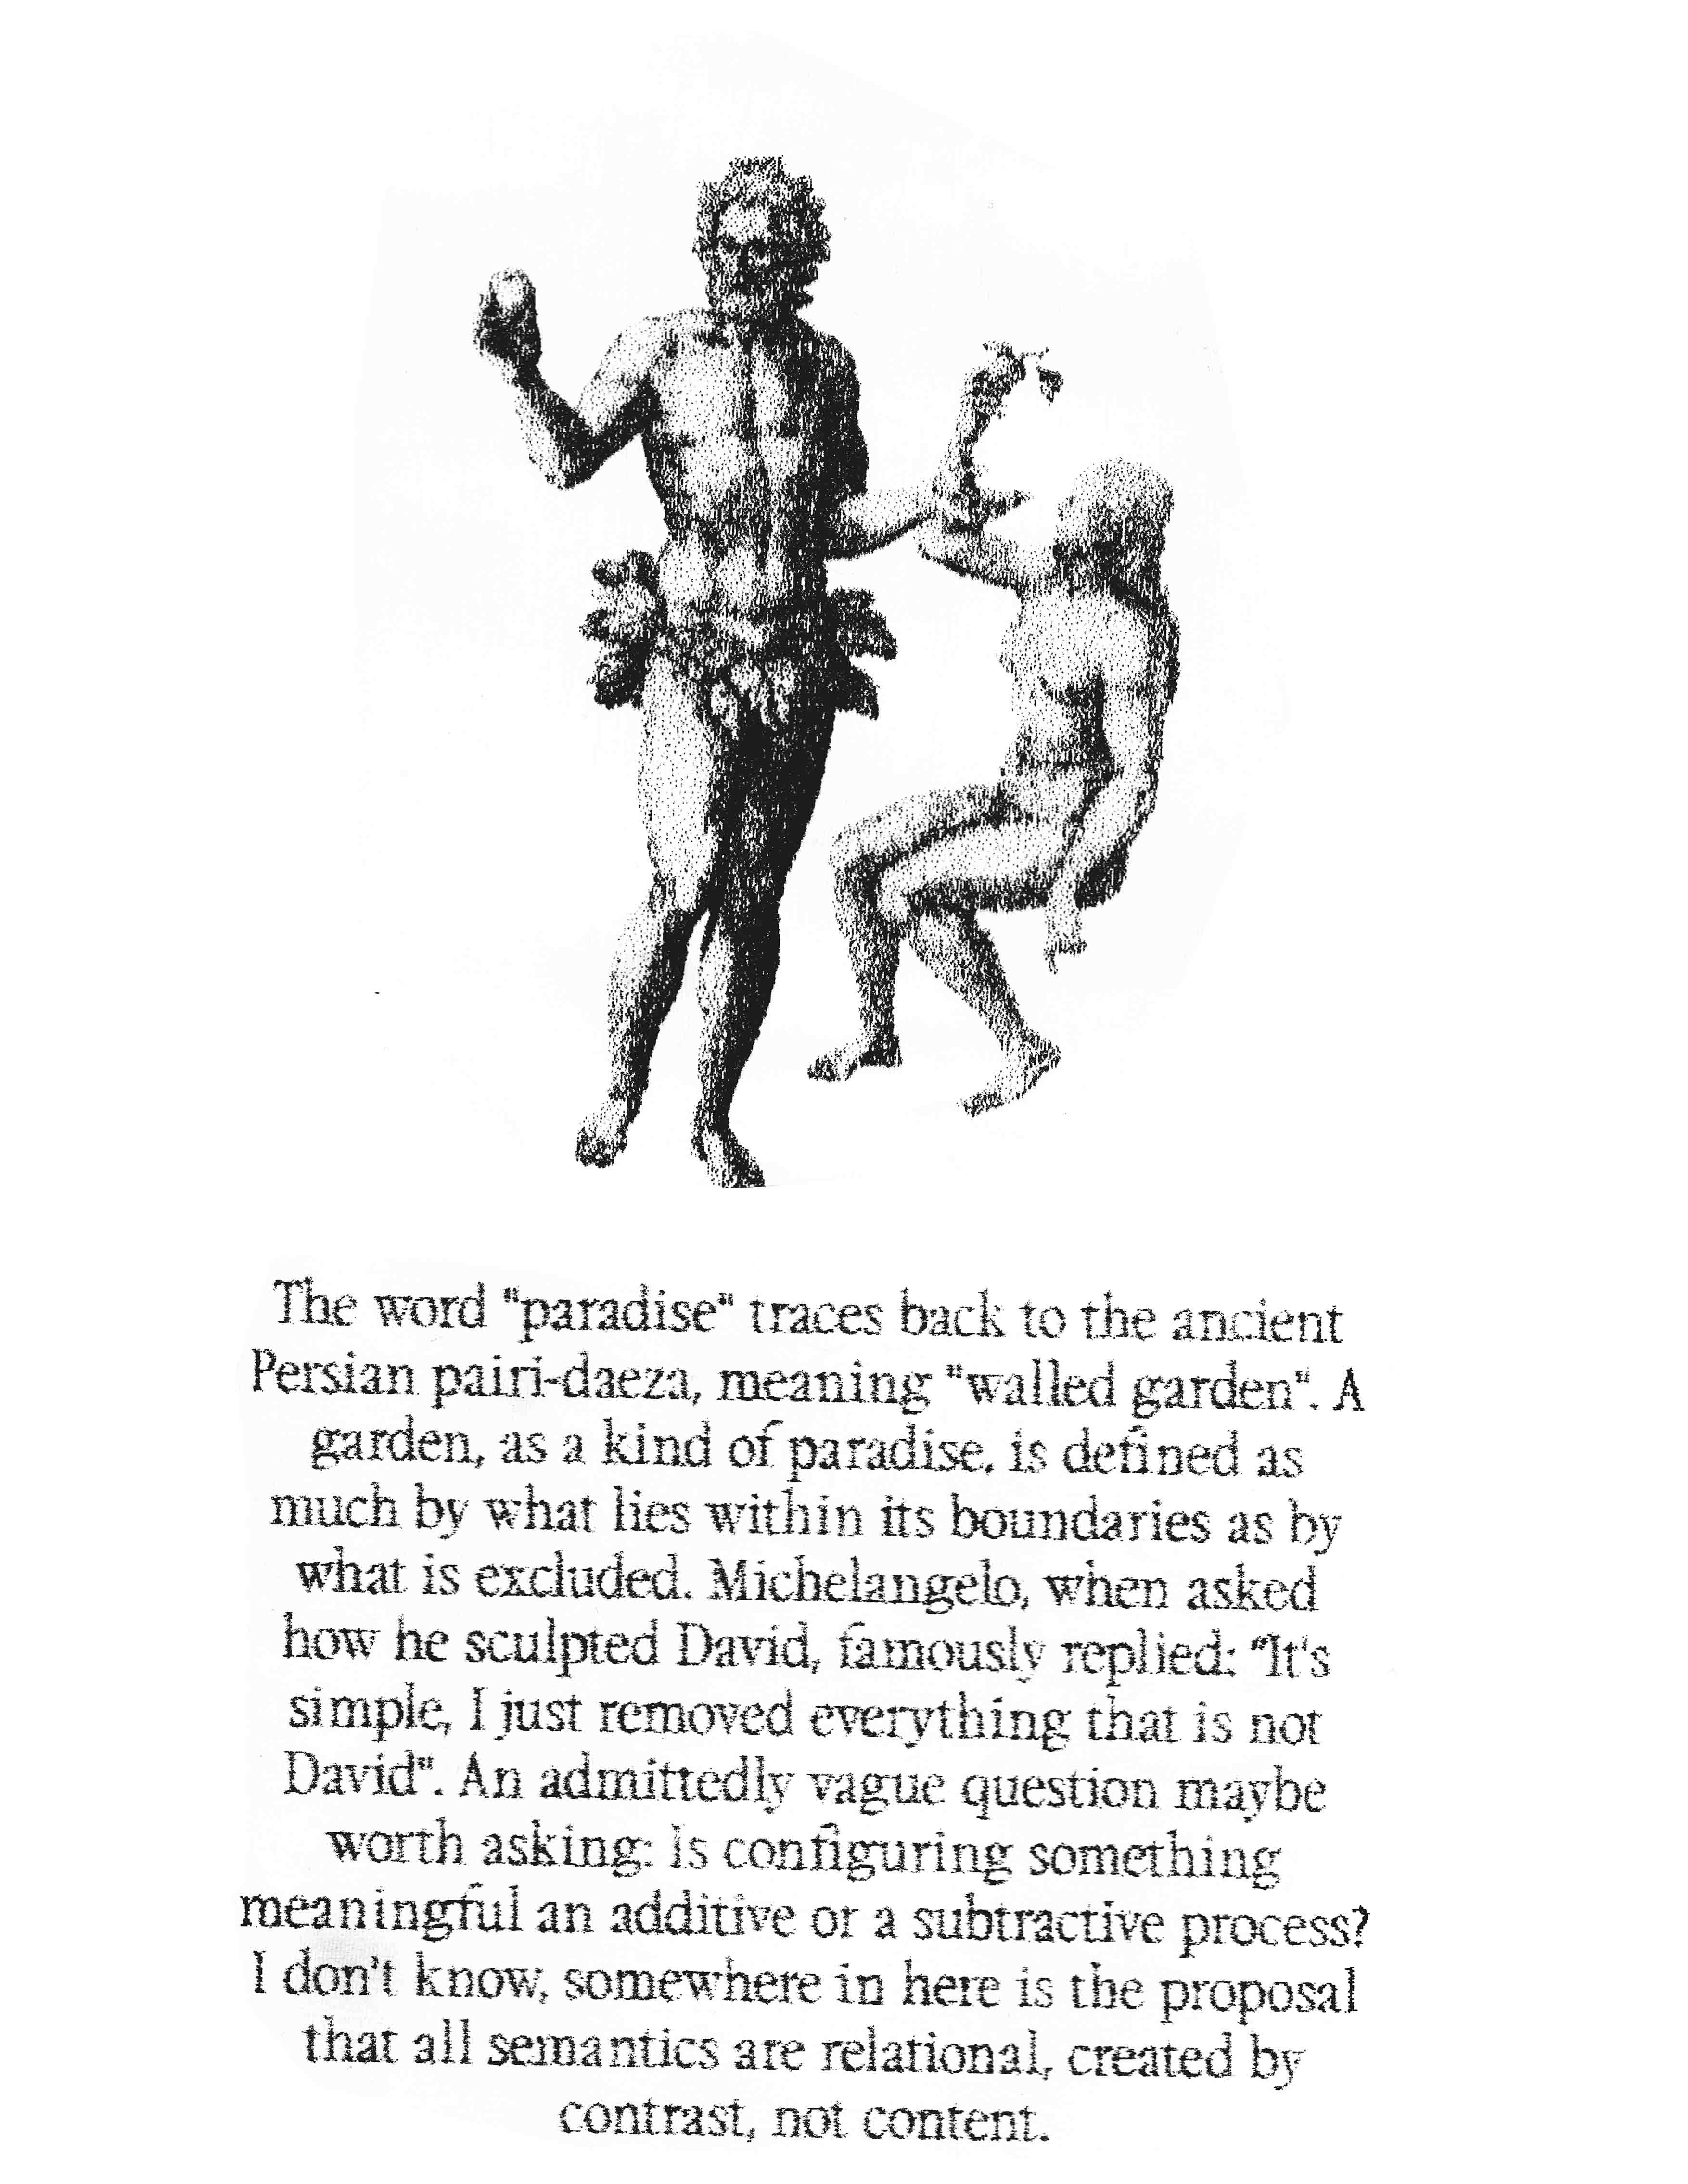 The word "paradise" traces back to the ancient
Persian pairi-daeza, meaning "walled garden". A
garden, as a kind of paradise, is defined as
much by what lies within its boundaries as by
what is excluded. Michelangelo, when asked
how he sculpted David, famously replied: “It's
simple, I just removed everything that is not
David". An admittedly vague question maybe
worth asking: Is configuring something
meaningful an additive or a subtractive process?
I don't know, somewhere in here is the proposal
that all semantics are relational, created by
contrast, not content.